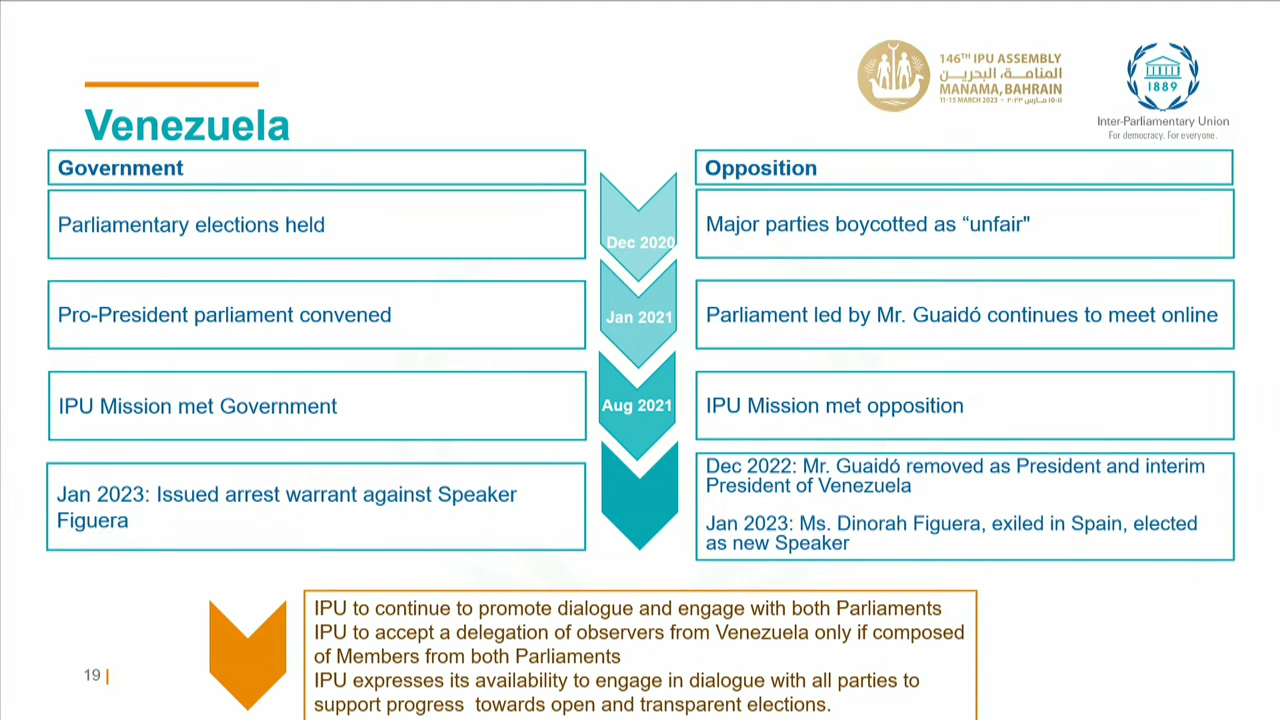 146TH IPU ASSEMBLY
المنامـــة، البحريــن
MANAMA, BAHRAIN
11-15 MARCH 2023 - ١١-١٥ مـارس ٢٠٢٣
1889
Inter-Parliamentary Union
For democracy. For everyone.
Venezuela
Government
Opposition
Parliamentary elections held
Dec 2020
Major parties boycotted as “unfair"
Pro-President parliament convened
Jan 2021
Parliament led by Mr. Guaidó continues to meet online
IPU Mission met Government
Aug 2021
IPU Mission met opposition
Jan 2023: Issued arrest warrant against Speaker
Figuera
Dec 2022: Mr. Guaidó removed as President and interim
President of Venezuela
Jan 2023: Ms. Dinorah Figuera, exiled in Spain, elected
as new Speaker
IPU to continue to promote dialogue and engage with both Parliaments
IPU to accept a delegation of observers from Venezuela only if composed
of Members from both Parliaments
IPU expresses its availability to engage in dialogue with all parties to
support progress  towards open and transparent elections.
19 |